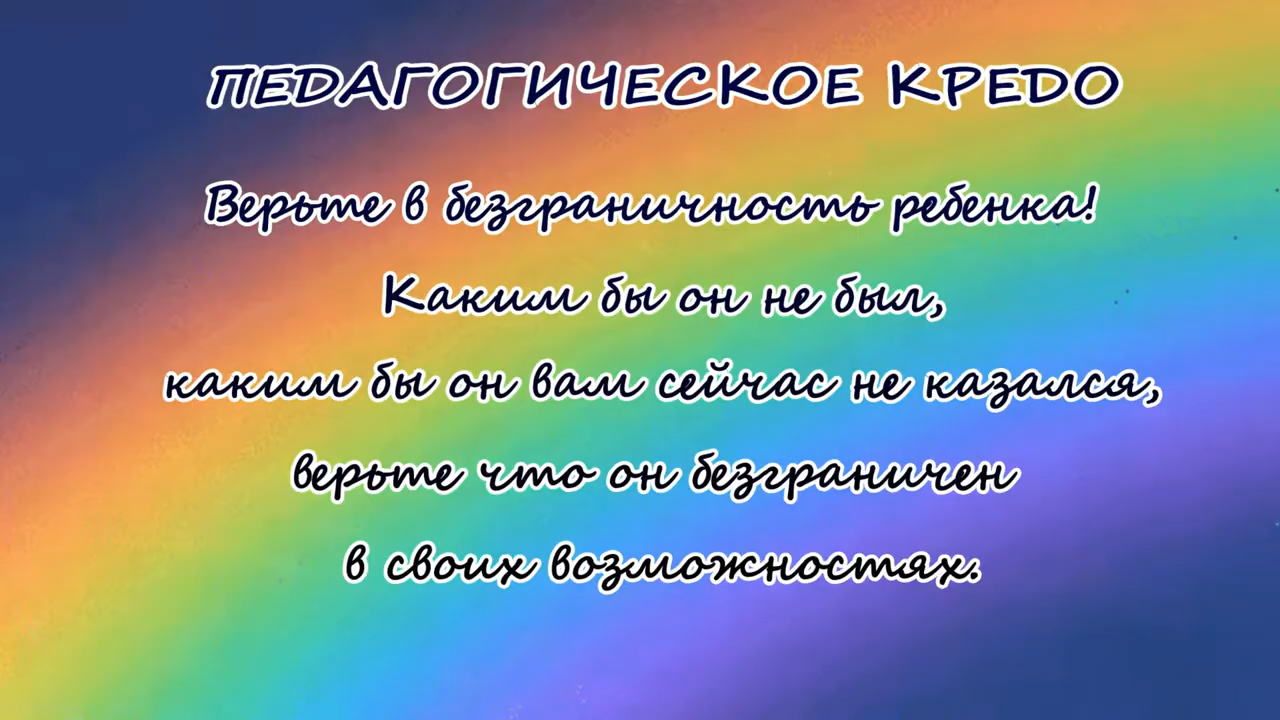 ПЕДАГОГИЧЕСКОЕ КРЕДО
Верьте в безграничность ребенка!
Каким бы он не был,
каким бы он вам сейчас не казался,
верьте что он безграничен
в своих возможностях.